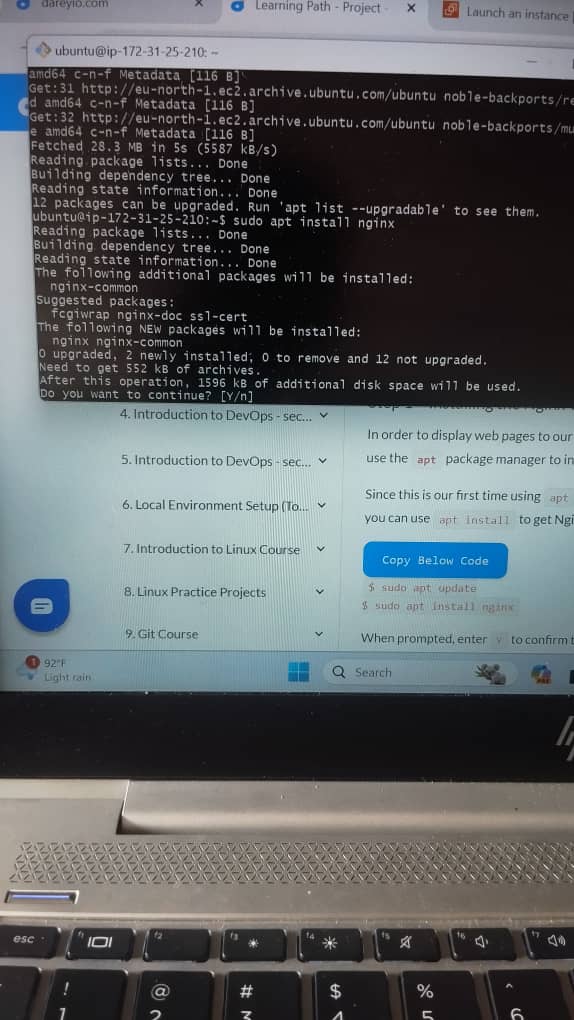 dareyio.com
Learning Path - Project -
Launch an instance |
ubuntu@ip-172-31-25-210: ~
amd64 c-n-f Metadata [116 B]
Get:31 http://eu-north-1.ec2.archive.ubuntu.com/ubuntu noble-backports/re
d amd64 c-n-f Metadata [116 B]
Get:32 http://eu-north-1.ec2.archive.ubuntu.com/ubuntu noble-backports/mu
e amd64 c-n-f Metadata [116 B]
Fetched 28.3 MB in 5s (5587 kB/s)
Reading package lists... Done
Building dependency tree... Done
Reading state information... Done
12 packages can be upgraded. Run 'apt list --upgradable' to see them.
ubuntu@ip-172-31-25-210:~$ sudo apt install nginx
Reading package lists... Done
Building dependency tree... Done
Reading state information... Done
The following additional packages will be installed:
nginx-common
Suggested packages:
fcgiwrap nginx-doc ssl-cert
The following NEW packages will be installed:
nginx nginx-common
0 upgraded, 2 newly installed, 0 to remove and 12 not upgraded.
Need to get 552 kB of archives.
After this operation, 1596 kB of additional disk space will be used.
Do you want to continue? [Y/n]
4. Introduction to DevOps - sec...
5. Introduction to DevOps - sec...
6. Local Environment Setup (To...
7. Introduction to Linux Course
8. Linux Practice Projects
9. Git Course
In order to display web pages to our
use the apt package manager to in
Since this is our first time using apt
you can use apt install to get Ngi
Copy Below Code
$ sudo apt update
$ sudo apt install nginx
When prompted, enter Y to confirm t
1
92°F
Light rain
Search
hp
esc
f1
f2
f3
f4
f5
f6
f7
! @ # $ % ^
1 2 3 4 5 6